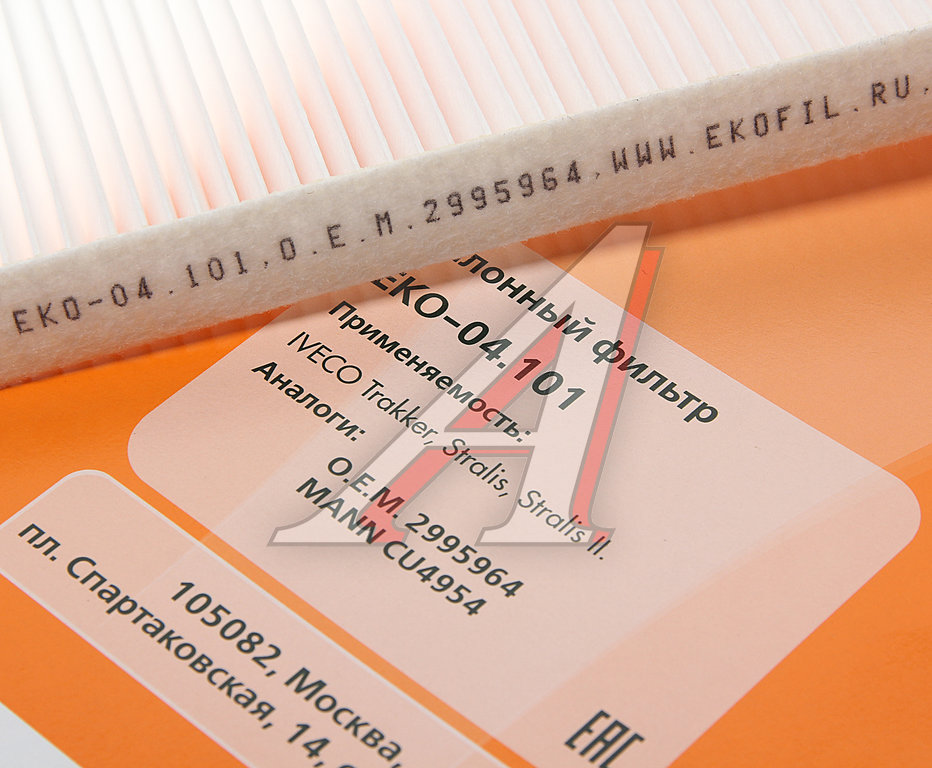 EKO-04.101,O.E.M.2995964,WWW.EKOFIL.RU,
лонный фильтр
ЕКО-04.101
Применяемость:
IVECO Trakker, Stralis, Stralis II.
Аналоги:
O.E.M. 2995964
MANN CU4954
EAC
105082, Москва,
пл. Спартаковская, 14,